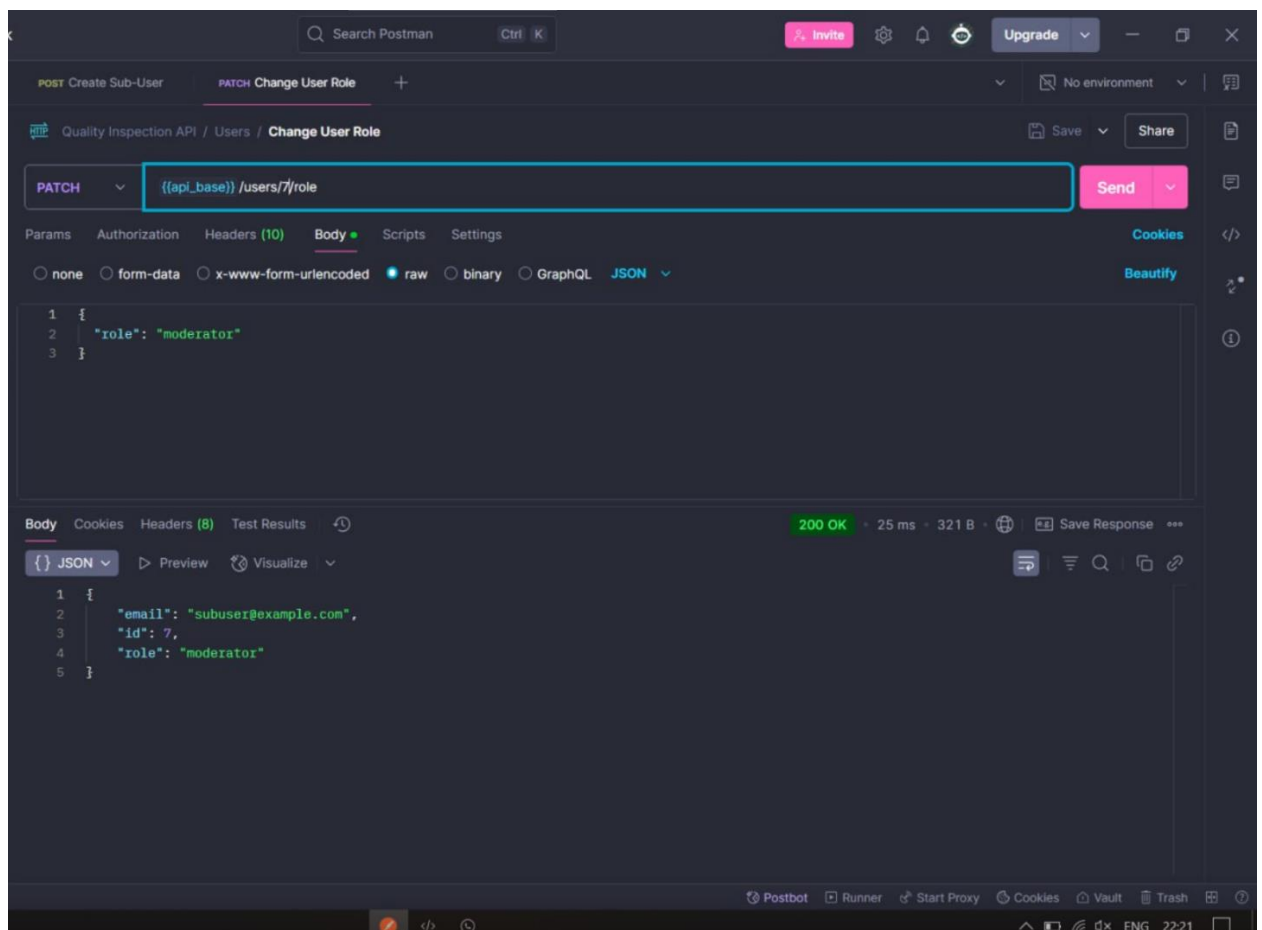 Search Postman Ctrl K Invite Upgrade
POST Create Sub-User PATCH Change User Role No environment
HTTP Quality Inspection API / Users / Change User Role Save Share
PATCH {{api_base}} /users/7/role Send
Params Authorization Headers (10) Body Scripts Settings Cookies
none form-data x-www-form-urlencoded raw binary GraphQL JSON Beautify
1 {
2 "role": "moderator"
3 }
Body Cookies Headers (8) Test Results 200 OK 25 ms 321 B Save Response
{} JSON Preview Visualize
1 {
2 "email": "subuser@example.com",
3 "id": 7,
4 "role": "moderator"
5 }
Postbot Runner Start Proxy Cookies Vault Trash
ENG 22:21